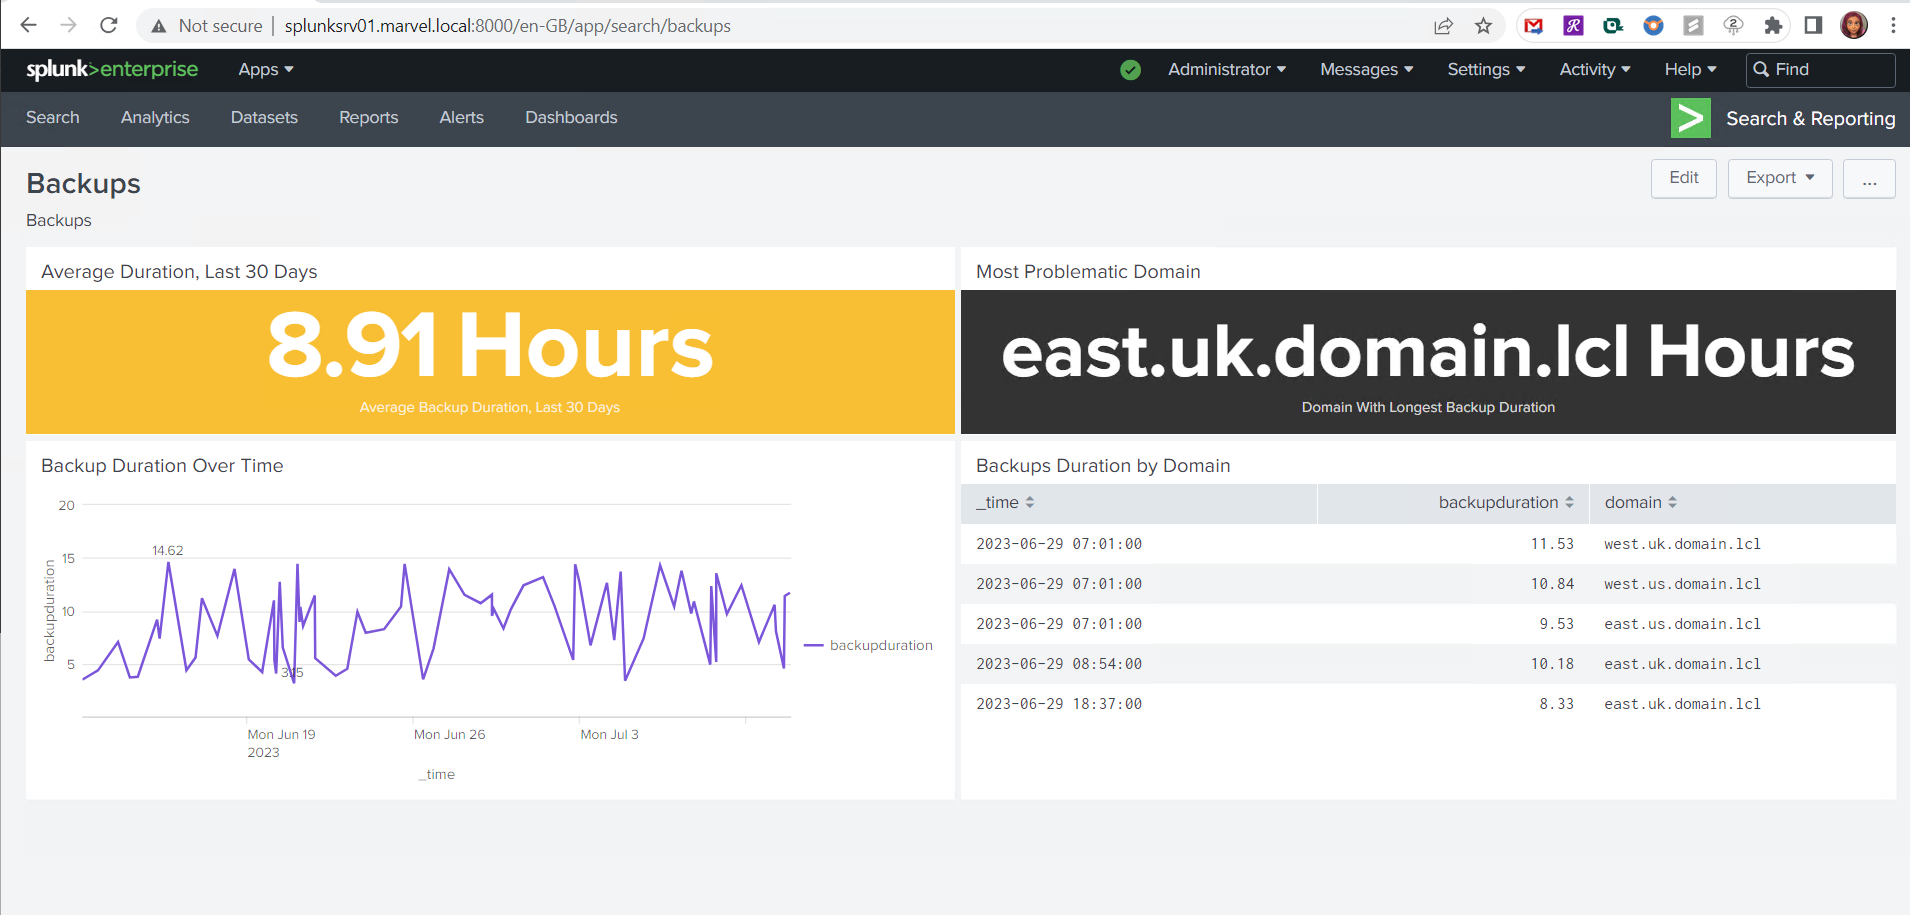 Not secure | splunksrv01.marvel.local:8000/en-GB/app/search/backups
splunk>enterprise Apps Administrator Messages Settings Activity Help Find
Search Analytics Datasets Reports Alerts Dashboards Search & Reporting
Backups
Edit Export ...
Backups
Average Duration, Last 30 Days
8.91 Hours
Average Backup Duration, Last 30 Days
Most Problematic Domain
east.uk.domain.lcl Hours
Domain With Longest Backup Duration
Backup Duration Over Time
20
15
10
5
backupduration
14.62
3.15
Mon Jun 19
2023
Mon Jun 26
Mon Jul 3
_time
backupduration
Backups Duration by Domain
_time backupduration domain
2023-06-29 07:01:00 11.53 west.uk.domain.lcl
2023-06-29 07:01:00 10.84 west.us.domain.lcl
2023-06-29 07:01:00 9.53 east.us.domain.lcl
2023-06-29 08:54:00 10.18 east.uk.domain.lcl
2023-06-29 18:37:00 8.33 east.uk.domain.lcl